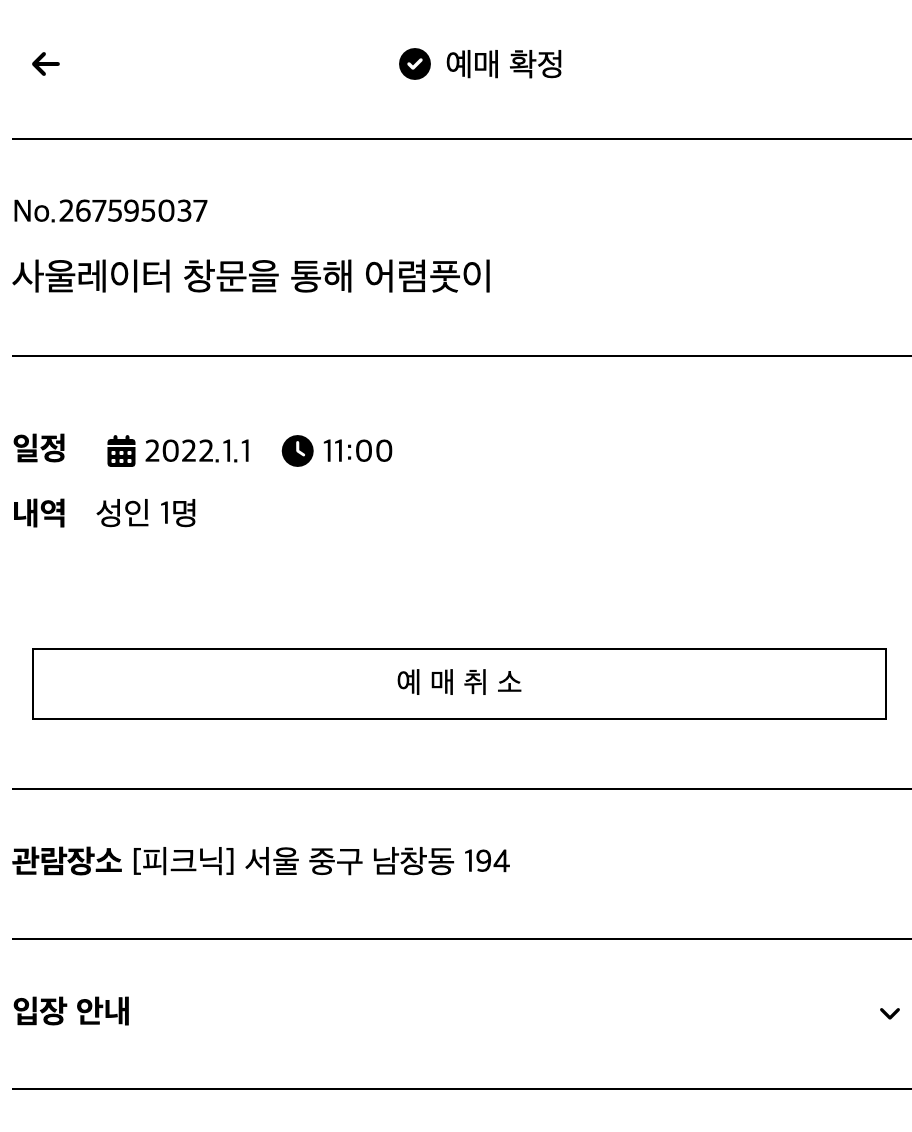 예매 확정
No.267595037
사울레이터 창문을 통해 어렴풋이
일정 2022.1.1 11:00
내역 성인 1명
예 매 취 소
관람장소 [피크닉] 서울 중구 남창동 194
입장 안내